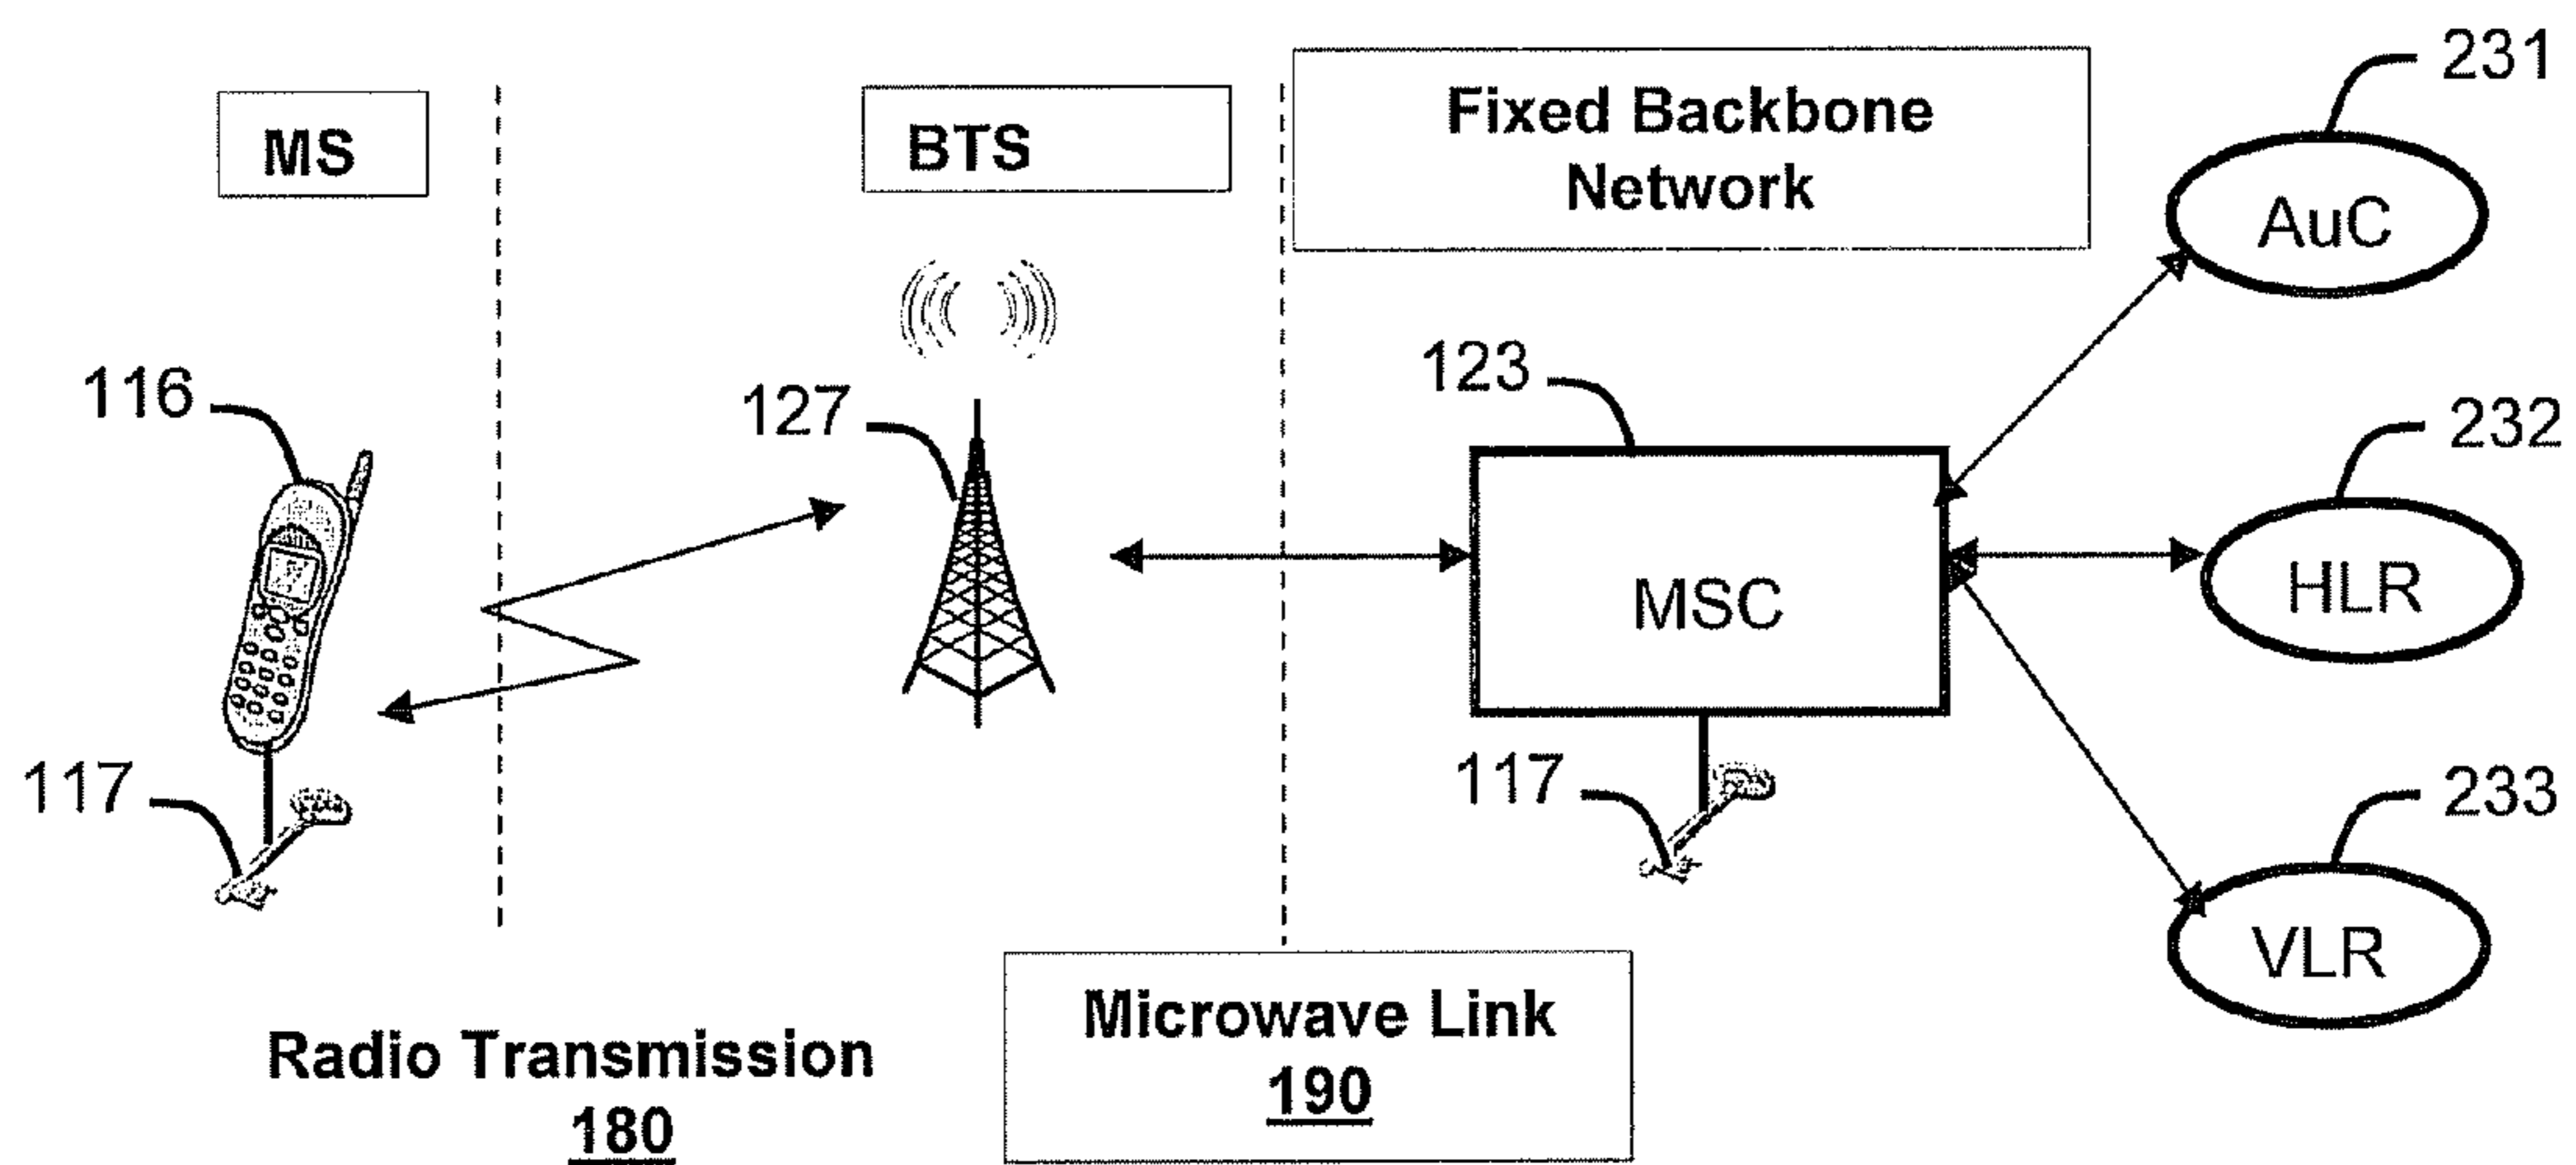 MS
BTS
Fixed Backbone
Network
231
AuC
116
127
123
232
MSC
HLR
117
117
233
VLR
Radio Transmission
180
Microwave Link
190